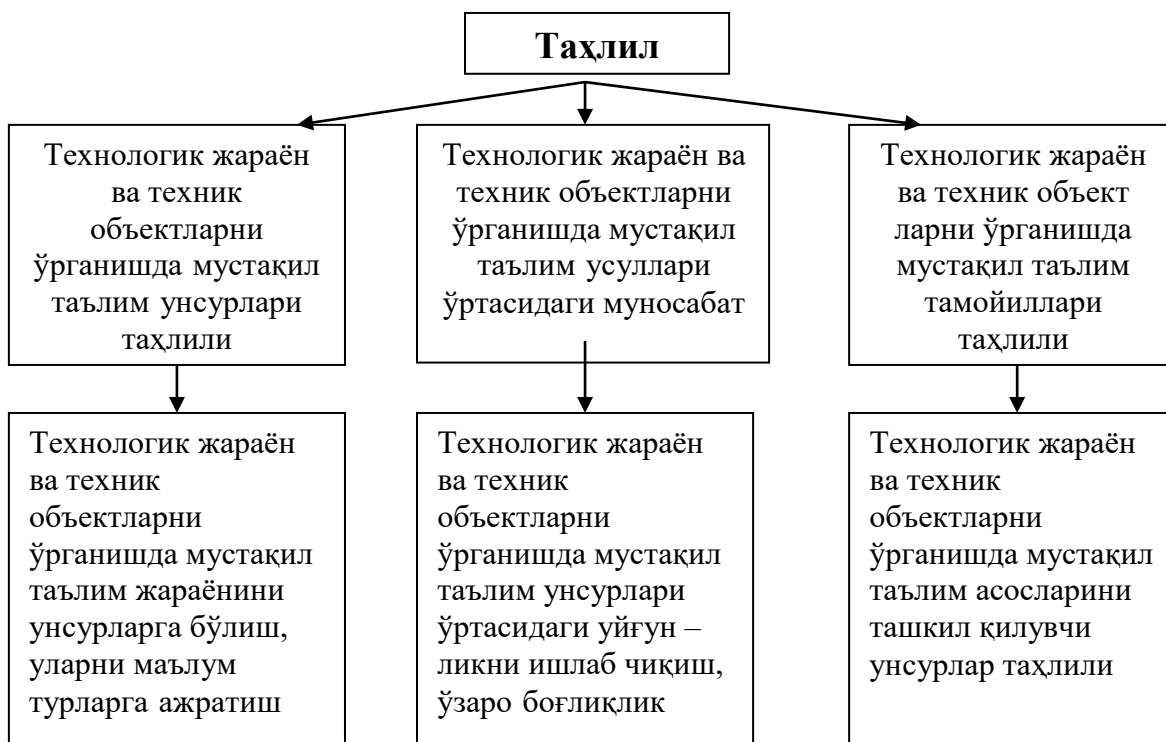 Таҳлил
Технологик жараён
ва техник
объектларни
ўрганишда мустақил
таълим унсурлари
таҳлили
Технологик жараён ва
техник объектларни
ўрганишда мустақил
таълим усуллари
ўртасидаги муносабат
Технологик жараён
ва техник объект
ларни ўрганишда
мустақил таълим
тамойиллари
таҳлили
Технологик жараён
ва техник
объектларни
ўрганишда мустақил
таълим жараёнини
унсурларга бўлиш,
уларни маълум
турларга ажратиш
Технологик жараён
ва техник
объектларни
ўрганишда мустақил
таълим унсурлари
ўртасидаги уйғун –
ликни ишлаб чиқиш,
ўзаро боғлиқлик
Технологик жараён
ва техник
объектларни
ўрганишда мустақил
таълим асосларини
ташкил қилувчи
унсурлар таҳлили